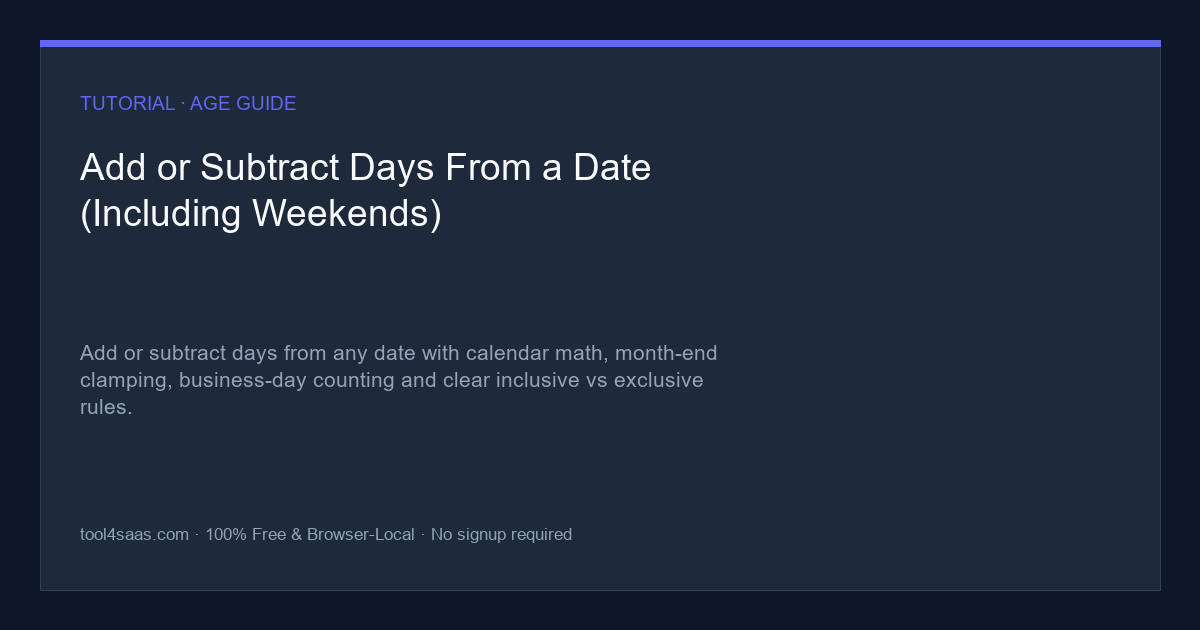 TUTORIAL · AGE GUIDE
Add or Subtract Days From a Date
(Including Weekends)
Add or subtract days from any date with calendar math, month-end
clamping, business-day counting and clear inclusive vs exclusive
rules.
tool4saas.com · 100% Free & Browser-Local · No signup required